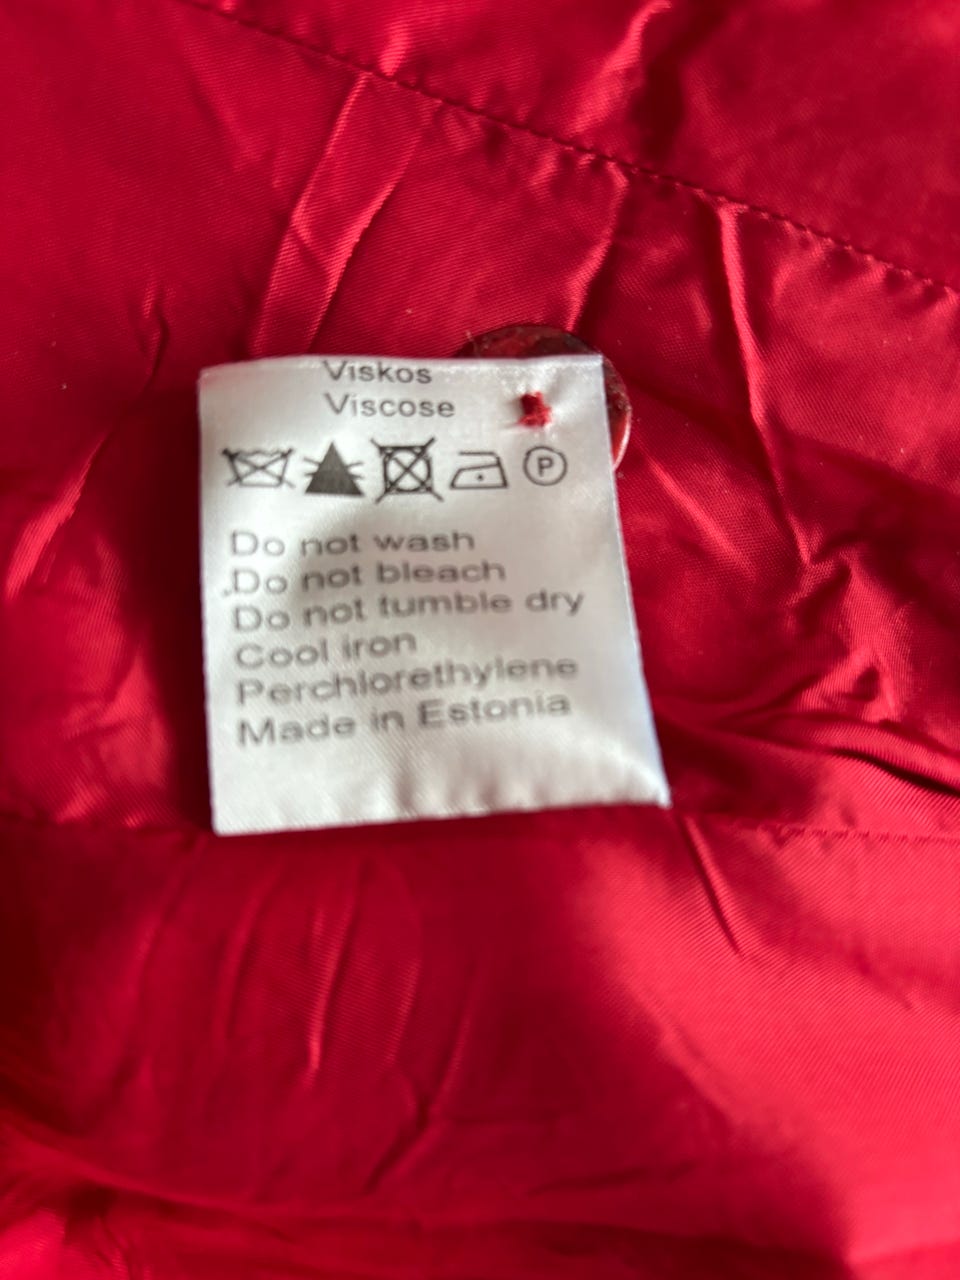 Viskos
Viscose
P
Do not wash
.Do not bleach
Do not tumble dry
Cool iron
Perchlorethylene
Made in Estonia